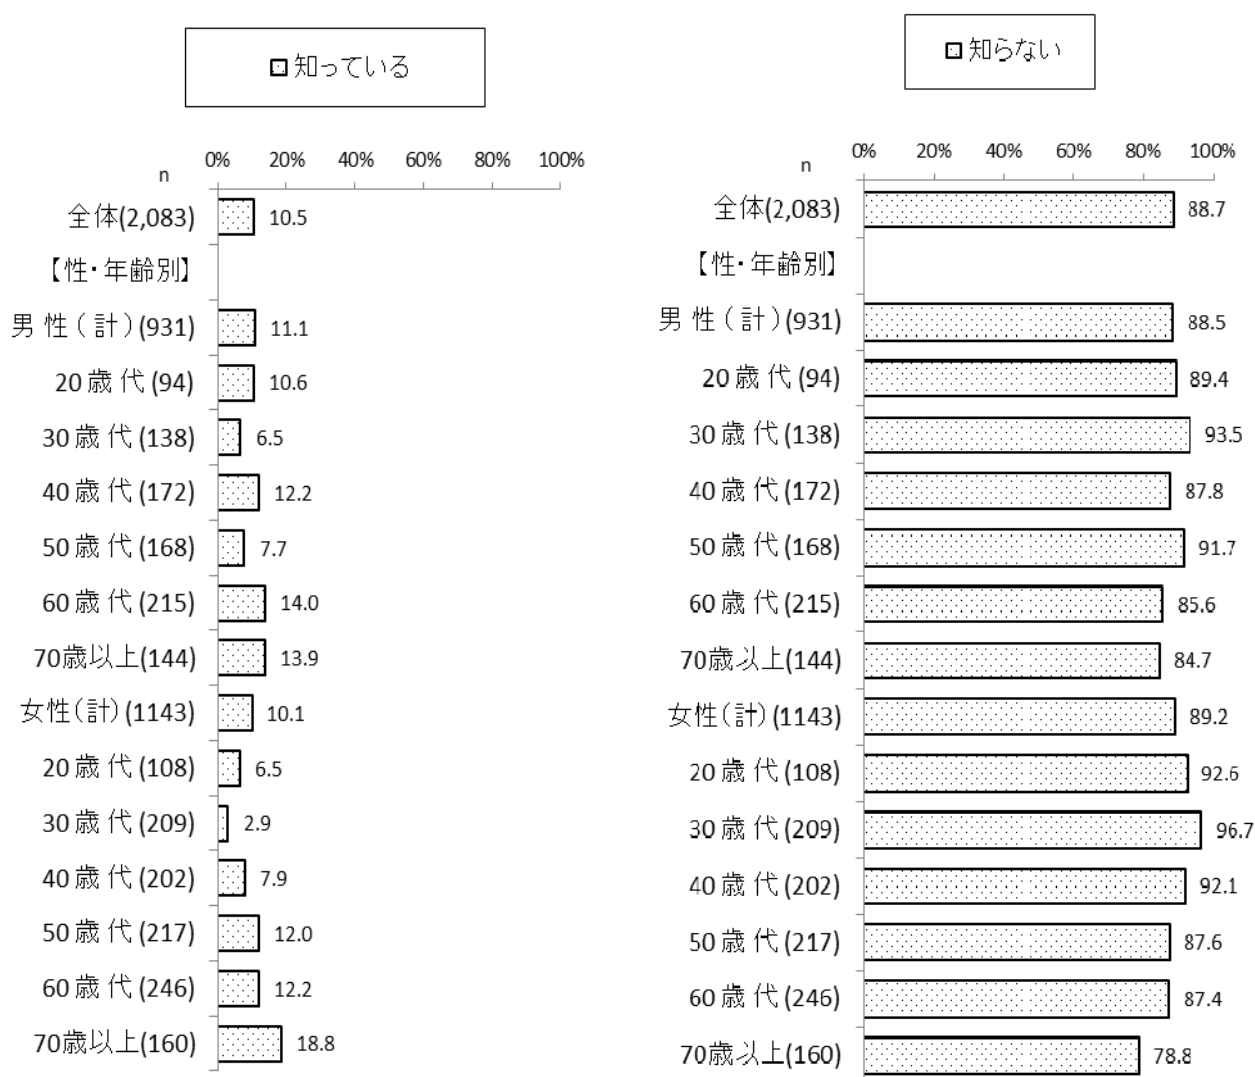 知っている
0% 20% 40% 60% 80% 100%
n
全体(2,083) 10.5
【性・年齢別】
男性(計)(931) 11.1
20歳代(94) 10.6
30歳代(138) 6.5
40歳代(172) 12.2
50歳代(168) 7.7
60歳代(215) 14.0
70歳以上(144) 13.9
女性(計)(1143) 10.1
20歳代(108) 6.5
30歳代(209) 2.9
40歳代(202) 7.9
50歳代(217) 12.0
60歳代(246) 12.2
70歳以上(160) 18.8
知らない
0% 20% 40% 60% 80% 100%
n
全体(2,083) 88.7
【性・年齢別】
男性(計)(931) 88.5
20歳代(94) 89.4
30歳代(138) 93.5
40歳代(172) 87.8
50歳代(168) 91.7
60歳代(215) 85.6
70歳以上(144) 84.7
女性(計)(1143) 89.2
20歳代(108) 92.6
30歳代(209) 96.7
40歳代(202) 92.1
50歳代(217) 87.6
60歳代(246) 87.4
70歳以上(160) 78.8